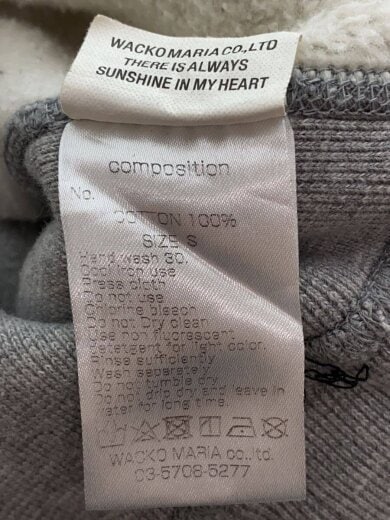 WACKO MARIA CO.,LTD
THERE IS ALWAYS
SUNSHINE IN MY HEART
composition
No.
COTTON 100%
SIZE S
Hand wash 30.
Cool iron use
Press cloth
Do not use
Chloring bleach
Do not Dry clean
Use non fluorescent
detergent for light color.
Rinse sufficiently
Wash separately
Do not tumble dry
Do not drip dry and leave in
water for long time.
WACKO MARIA co.,ltd.
03-5708-5277